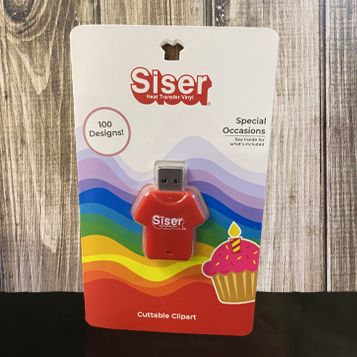 Siser
Heat Transfer Vinyl
100
Designs!
Special
Occasions
See inside for
what's included
Siser
Cuttable Clipart